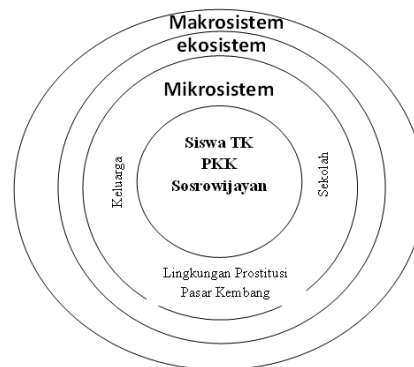 Makrosistem
ekosistem
Mikrosistem
Siswa TK
PKK
Sosrowijayan
Keluarga
Sekolah
Lingkungan Prostitusi
Pasar Kembang